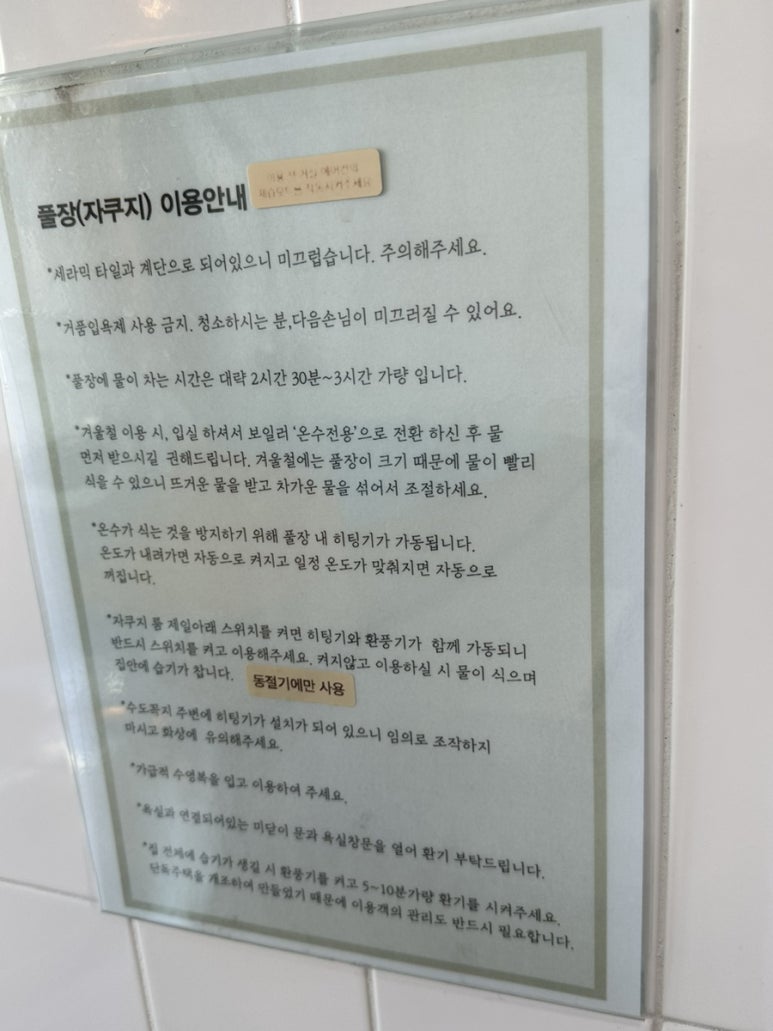 풀장(자쿠지) 이용안내
*세라믹 타일과 계단으로 되어있으니 미끄럽습니다. 주의해주세요.
*거품입욕제 사용 금지. 청소하시는 분,다음손님이 미끄러질 수 있어요.
*풀장에 물이 차는 시간은 대략 2시간 30분~3시간 가량 입니다.
*겨울철 이용 시, 입실 하셔서 보일러 '온수전용'으로 전환 하신 후 물
먼저 받으시길 권해드립니다. 겨울철에는 풀장이 크기 때문에 물이 빨리
식을 수 있으니 뜨거운 물을 받고 차가운 물을 섞어서 조절하세요.
*온수가 식는 것을 방지하기 위해 풀장 내 히팅기가 가동됩니다.
온도가 내려가면 자동으로 켜지고 일정 온도가 맞춰지면 자동으로
꺼집니다.
*자쿠지 룸 제일아래 스위치를 켜면 히팅기와 환풍기가 함께 가동되니
반드시 스위치를 켜고 이용해주세요. 켜지않고 이용하실 시 물이 식으며
집안에 습기가 찹니다. 동절기에만 사용
*수도꼭지 주변에 히팅기가 설치가 되어 있으니 임의로 조작하지
마시고 화상에 유의해주세요.
*가급적 수영복을 입고 이용하여 주세요.
*욕실과 연결되어있는 미닫이 문과 욕실창문을 열어 환기 부탁드립니다.
*집 전체에 습기가 생길 시 환풍기를 켜고 5~10분가량 환기를 시켜주세요.
단독주택을 개조하여 만들었기 때문에 이용객의 관리도 반드시 필요합니다.